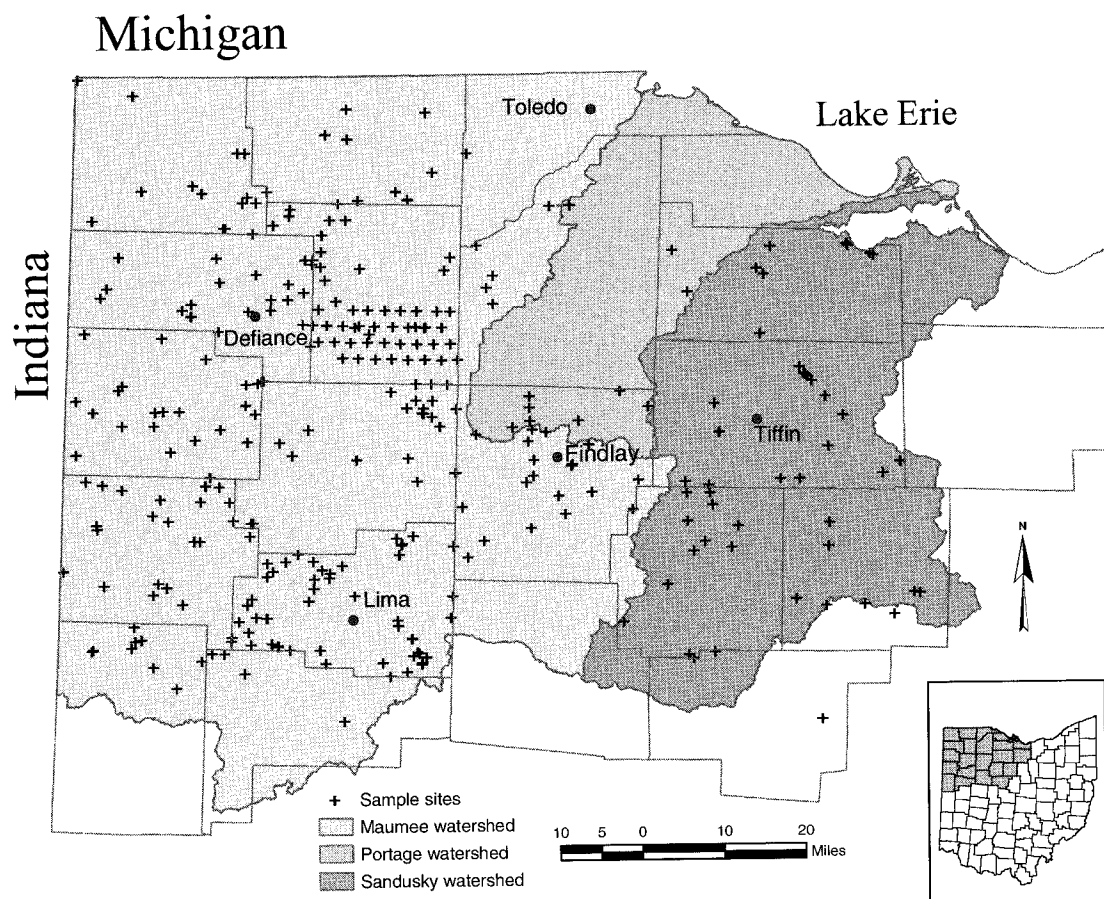 Michigan
Toledo
Lake Erie
Indiana
Defiance
Tiffin
Findlay
N
Lima
Sample sites
Maumee watershed
Portage watershed
Sandusky watershed
10 5 0 10 20
Miles